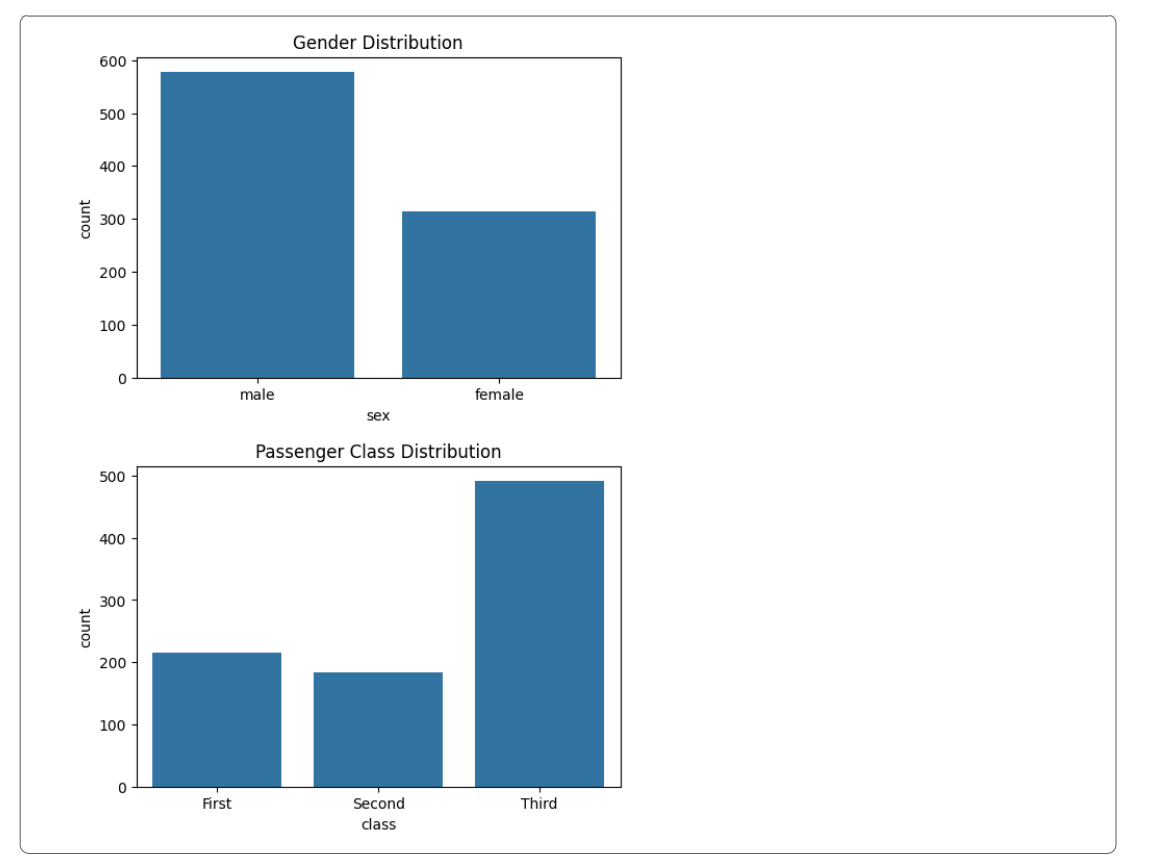 Gender Distribution
600
500
400
300
200
100
0
count
male female
sex
Passenger Class Distribution
500
400
300
200
100
0
count
First Second Third
class